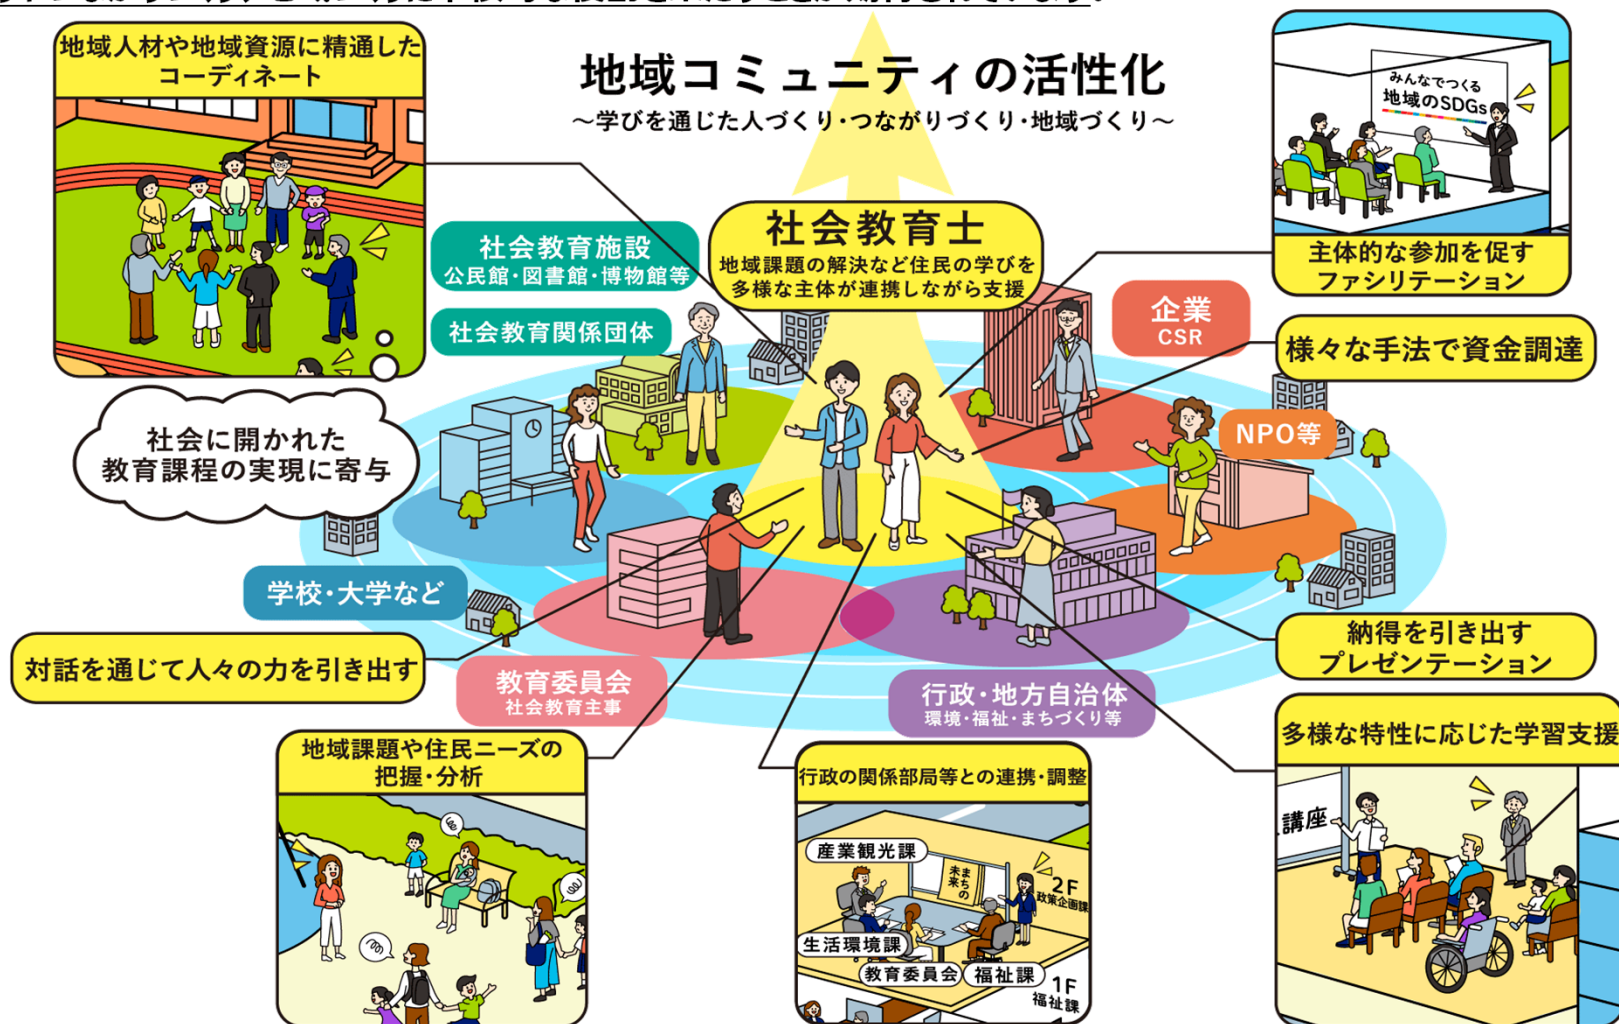 地域人材や地域資源に精通した
コーディネート
地域コミュニティの活性化
～学びを通じた人づくり・つながりづくり・地域づくり～
みんなでつくる
地域のSDGs
主体的な参加を促す
ファシリテーション
社会教育士
地域課題の解決など住民の学びを
多様な主体が連携しながら支援
社会教育施設
公民館・図書館・博物館等
社会教育関係団体
企業
CSR
様々な手法で資金調達
NPO等
社会に開かれた
教育課程の実現に寄与
学校・大学など
対話を通じて人々の力を引き出す
教育委員会
社会教育主事
行政・地方自治体
環境・福祉・まちづくり等
納得を引き出す
プレゼンテーション
地域課題や住民ニーズの
把握・分析
行政の関係部局等との連携・調整
産業観光課
まちの
未来
2F
政策企画課
生活環境課
教育委員会
福祉課
1F
福祉課
多様な特性に応じた学習支援
講座